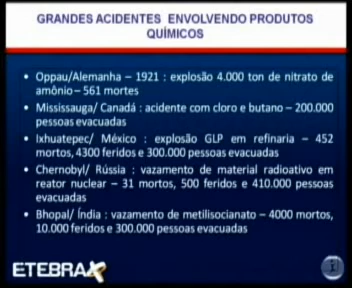 GRANDES ACIDENTES ENVOLVENDO PRODUTOS
QUÍMICOS
• Oppau/Alemanha – 1921 : explosão 4.000 ton de nitrato de
amônio – 561 mortes
• Mississauga/ Canadá : acidente com cloro e butano – 200.000
pessoas evacuadas
• Ixhuatepec/ México : explosão GLP em refinaria – 452
mortos, 4300 feridos e 300.000 pessoas evacuadas
• Chernobyl/ Rússia : vazamento de material radioativo em
reator nuclear – 31 mortos, 500 feridos e 410.000 pessoas
evacuadas
• Bhopal/ Índia : vazamento de metilisocianato – 4000 mortos,
10.000 feridos e 300.000 pessoas evacuadas
ETEBRAX